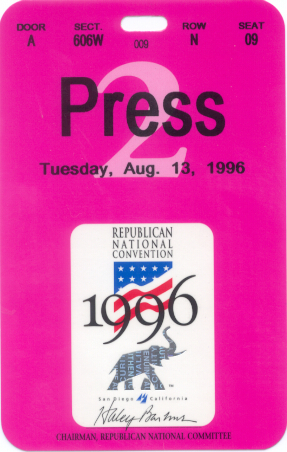 DOOR SECT. ROW SEAT
A 606W 009 N 09
2
Press
Tuesday, Aug. 13, 1996
REPUBLICAN
NATIONAL
CONVENTION
1996
TM
San Diego California
Haley Barbour
CHAIRMAN, REPUBLICAN NATIONAL COMMITTEE